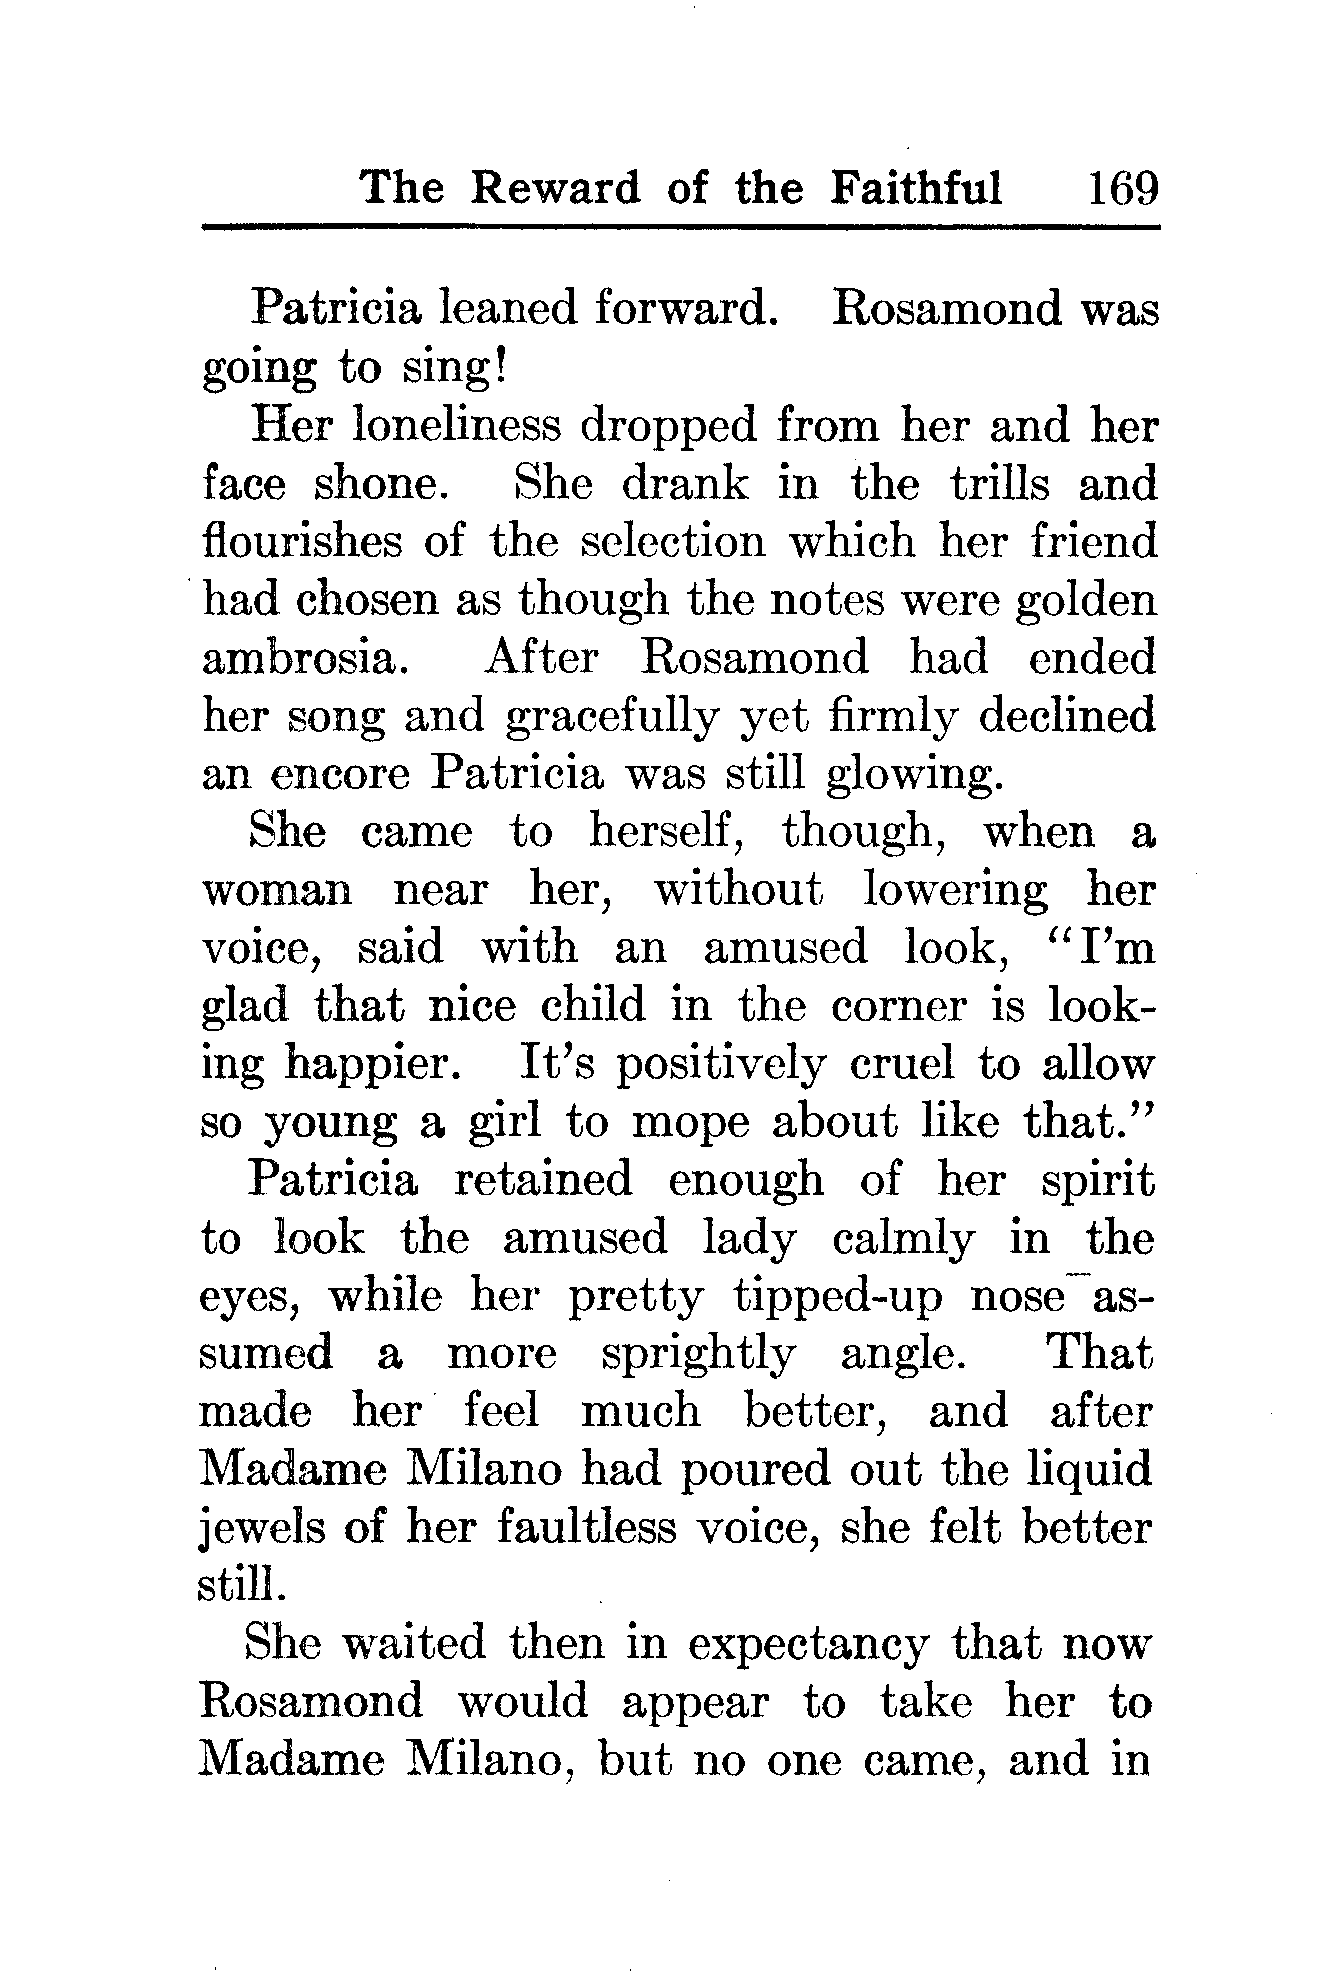 The Reward of the Faithful 169
Patricia leaned forward. Rosamond was
going to sing!
Her loneliness dropped from her and her
face shone. She drank in the trills and
flourishes of the selection which her friend
had chosen as though the notes were golden
ambrosia. After Rosamond had ended
her song and gracefully yet firmly declined
an encore Patricia was still glowing.
She came to herself, though, when a
woman near her, without lowering her
voice, said with an amused look, “I’m
glad that nice child in the corner is look-
ing happier. It’s positively cruel to allow
so young a girl to mope about like that.”
Patricia retained enough of her spirit
to look the amused lady calmly in the
eyes, while her pretty tipped-up nose as-
sumed a more sprightly angle. That
made her feel much better, and after
Madame Milano had poured out the liquid
jewels of her faultless voice, she felt better
still.
She waited then in expectancy that now
Rosamond would appear to take her to
Madame Milano, but no one came, and in